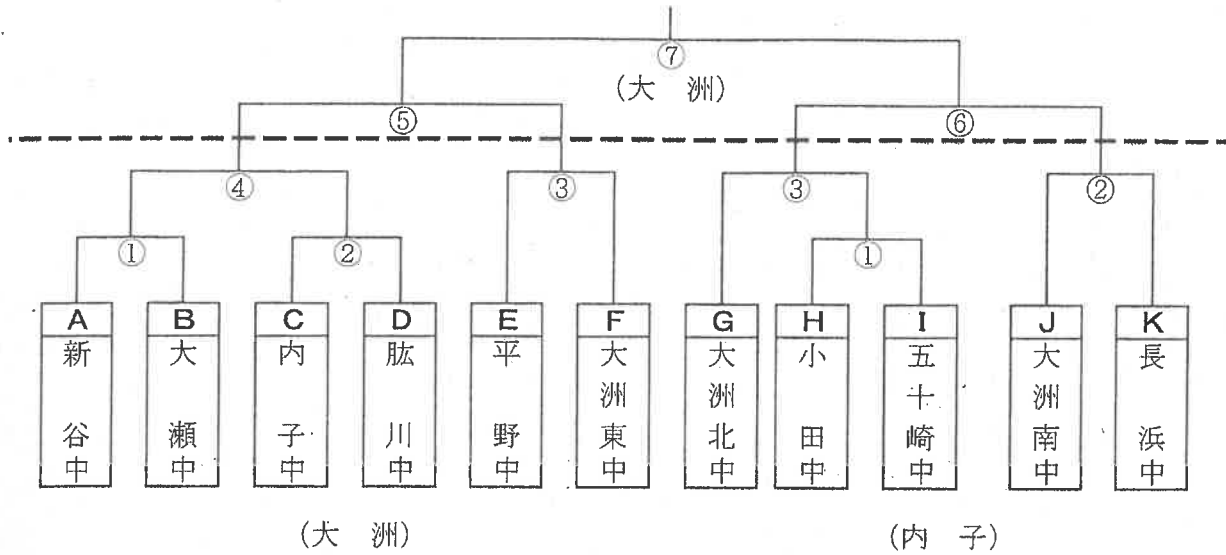 ⑦
(大 洲)
⑤ ⑥
④ ③ ③ ②
① ② ①
A B C D E F G H I J K
新谷中
大瀬中
内子中
肱川中
平野中
大洲東中
大洲北中
小田中
五十崎中
大洲南中
長浜中
(大 洲) (内 子)